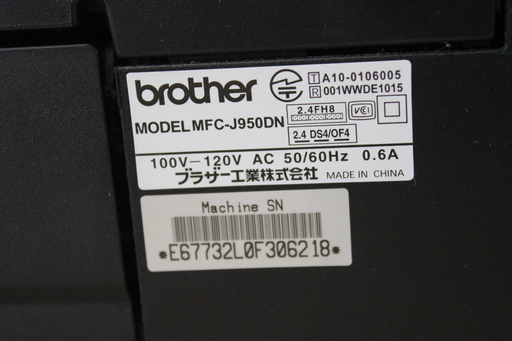 brother
T A10-0106005
R 001WWDE1015
MODEL MFC-J950DN
2.4FH8
VCI
2.4 DS4/OF4
100V-120V AC 50/60Hz 0.6A
ブラザー工業株式会社 MADE IN CHINA
Machine SN
*E67732L0F306218*